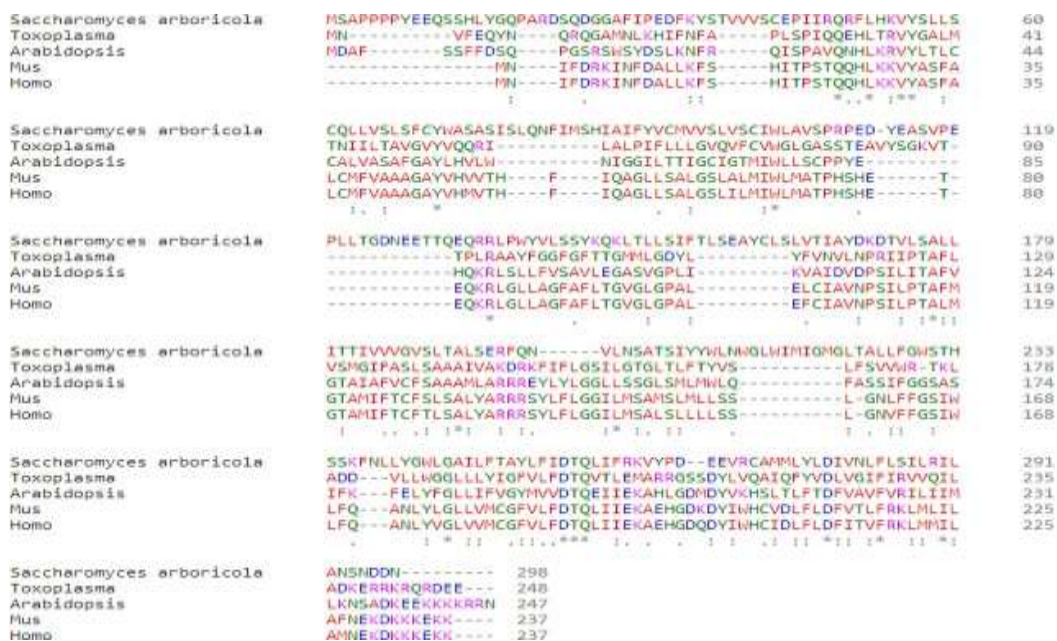 Saccharomyces arboricola MSAPPPPYEEQSSHLYGQPARDSQDGGAFIPEDFKYSTVVVSCEPIIRQRFLHKVYSLLS 60
Toxoplasma MN--------VFEQYN----QRQGAMNLKHIFNFA-----PLSPIQQEHLTRVYGALM 41
Arabidopsis MDAF------SSFFDSQ----PGSRSWSYDSLKNFR-----QISPAVQNHLKRVYLTLC 44
Mus MN----IFDRKINFDALLKFS-----HITPSTQQHLKKVYASFA 35
Homo MN----IFDRKINFDALLKFS-----HITPSTQQHLKKVYASFA 35
Saccharomyces arboricola CQLLVSLSFCYWASASISLQNFIMSHIAIFYVCMVVSLVSCIWLAVSPRPED-YEASVPE 119
Toxoplasma TNIILTAVGVYVQQRI---------LALPIFLLLGVQVFCVWGLGASSTEAVYSGKVT- 90
Arabidopsis CALVASAFGAYLHVLW---------NIGGILTTIGCIGTMIWLLSCPPYE--------- 85
Mus LCMFVAAAGAYVHVVTH----F----IQAGLLSALGSLALMIWLMATPHSHE------T- 80
Homo LCMFVAAAGAYVHMVTH----F----IQAGLLSALGSLILMIWLMATPHSHE------T- 80
Saccharomyces arboricola PLLTGDNEETTQEQRRLPWYVLSSYKQKLTLLSIFTLSEAYCLSLVTIAYDKDTVLSALL 179
Toxoplasma ------------TPLRAAYFGGFGFTTGMMLGDYL---------YFVNVLNPRIIPTAFL 129
Arabidopsis ------------HQKRLSLLFVSAVLEGASVGPLI---------KVAIDVDPSILITAFV 124
Mus ------------EQKRLGLLAGFAFLTGVGLGPAL---------ELCIAVNPSILPTAFM 119
Homo ------------EQKRLGLLAGFAFLTGVGLGPAL---------EFCIAVNPSILPTALM 119
Saccharomyces arboricola ITTIVVVGVSLTALSERFQN------VLNSATSIYYWLNWGLWIMIGMGLTALLFGWSTH 233
Toxoplasma VSMGIFASLSAAAIVAKDRKFIFLGSILGTGLTLFTYVS---------LFSVVWR-TKL 178
Arabidopsis GTAIAFVCFSAAAMLARRREYLYLGGLLSSGLSMLMWLQ---------FASSIFGGSAS 174
Mus GTAMIFTCFSLSALYARRRSYLFLGGILMSAMSLMLLSS---------L-GNLFFGSIW 168
Homo GTAMIFTCFTLSALYARRRSYLFLGGILMSALSLLLLSS---------L-GNVFFGSIW 168
Saccharomyces arboricola SSKFNLLYGWLGAILFTAYLFIDTQLIFRKVYPD--EEVRCAMMLYLDIVNLFLSILRIL 291
Toxoplasma ADD---VLLWGGLLLYIGFVLFDTQVTLEMARRGSSDYLVQAIQFYVDLVGIFIRVVQIL 235
Arabidopsis IFK---FELYFGLLIFVGYMVVDTQEIIEKAHLGDMDYVKHSLTLFTDFVAVFVRILIIM 231
Mus LFQ---ANLYLGLLVMCGFVLFDTQLIIEKAEHGDKDYIWHCVDLFLDFVTLFRKLMLIL 225
Homo LFQ---ANLYVGLVVMCGFVLFDTQLIIEKAEHGDQDYIWHCIDLFLDFITVFRKLMMIL 225
Saccharomyces arboricola ANSNDDN--------- 298
Toxoplasma ADKERRKRQRDEE--- 248
Arabidopsis LKNSADKEEKKKKRRN 247
Mus AFNEKDKKKEKK---- 237
Homo AMNEKDKKKEKK---- 237